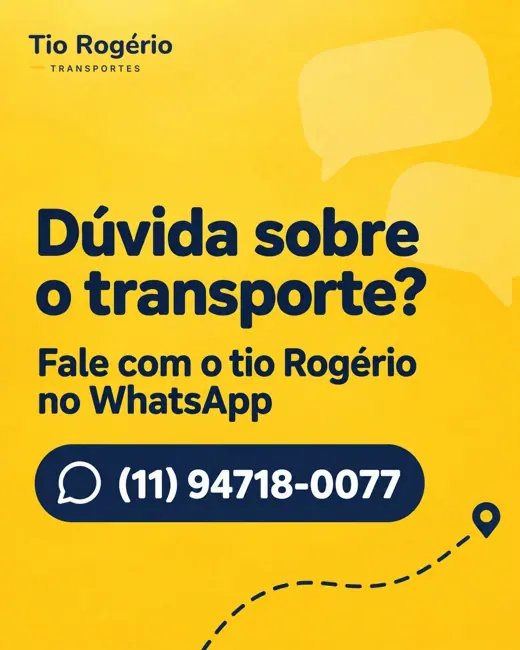 Tio Rogério
TRANSPORTES
Dúvida sobre
o transporte?
Fale com o tio Rogério
no WhatsApp
(11) 94718-0077